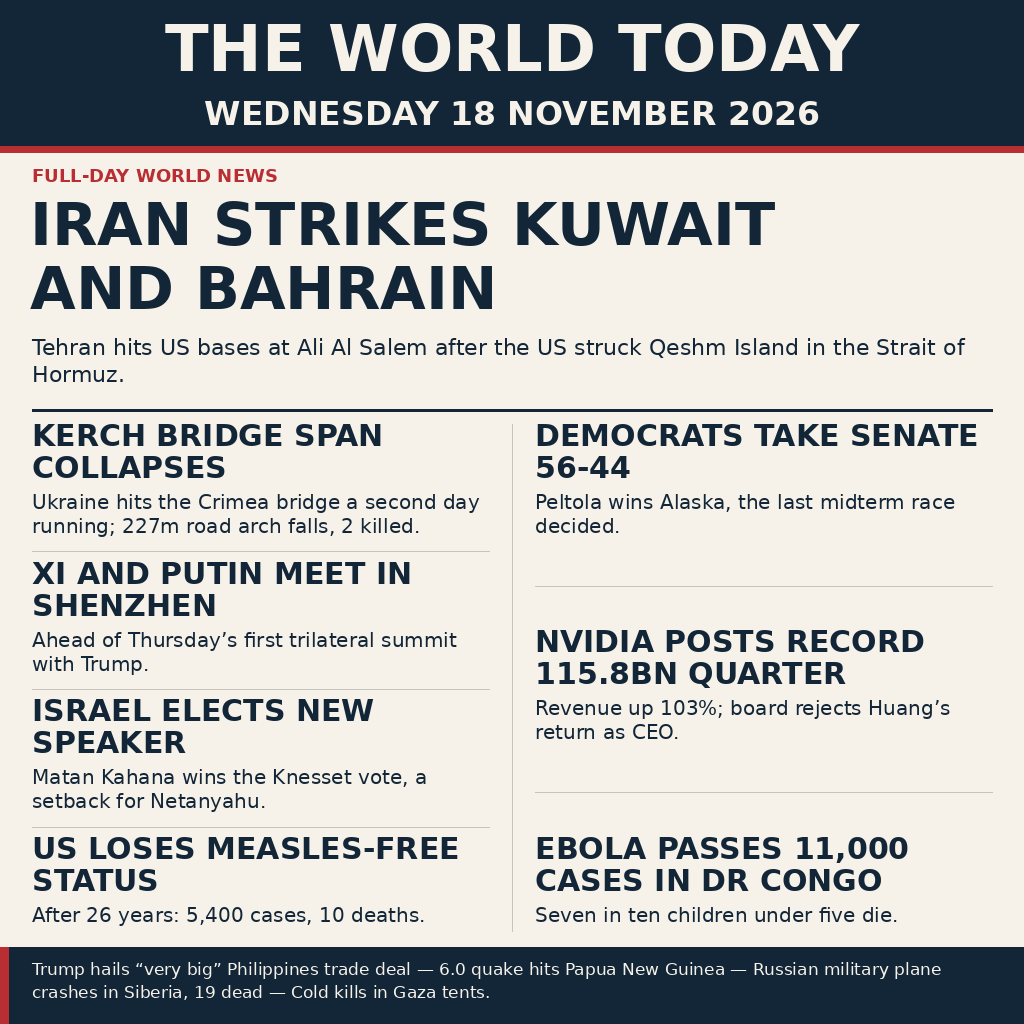 THE WORLD TODAY
WEDNESDAY 18 NOVEMBER 2026
FULL-DAY WORLD NEWS
IRAN STRIKES KUWAIT
AND BAHRAIN
Tehran hits US bases at Ali Al Salem after the US struck Qeshm Island in the Strait of
Hormuz.
KERCH BRIDGE SPAN
COLLAPSES
Ukraine hits the Crimea bridge a second day
running; 227m road arch falls, 2 killed.
XI AND PUTIN MEET IN
SHENZHEN
Ahead of Thursday’s first trilateral summit
with Trump.
ISRAEL ELECTS NEW
SPEAKER
Matan Kahana wins the Knesset vote, a
setback for Netanyahu.
US LOSES MEASLES-FREE
STATUS
After 26 years: 5,400 cases, 10 deaths.
DEMOCRATS TAKE SENATE
56-44
Peltola wins Alaska, the last midterm race
decided.
NVIDIA POSTS RECORD
115.8BN QUARTER
Revenue up 103%; board rejects Huang’s
return as CEO.
EBOLA PASSES 11,000
CASES IN DR CONGO
Seven in ten children under five die.
Trump hails “very big” Philippines trade deal — 6.0 quake hits Papua New Guinea — Russian military plane
crashes in Siberia, 19 dead — Cold kills in Gaza tents.